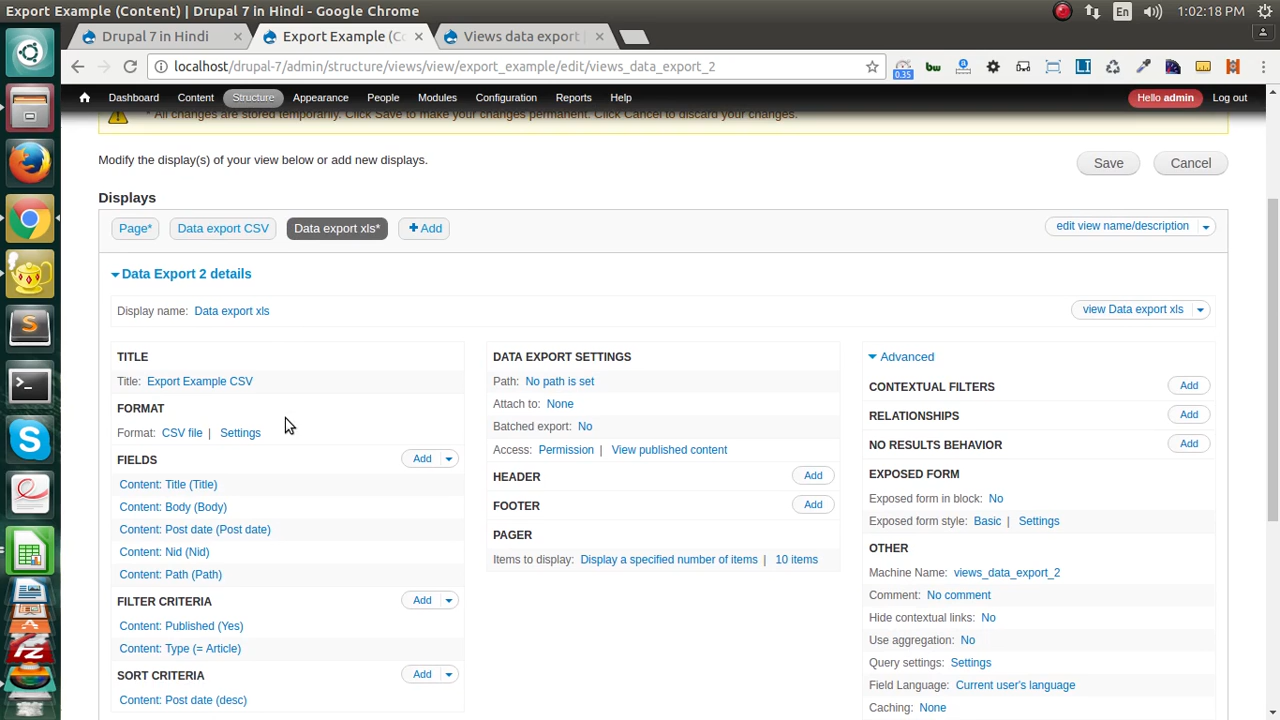 Export Example (Content) | Drupal 7 in Hindi - Google Chrome
En
1:02:18 PM
Drupal 7 in Hindi
Export Example (Co
Views data export
localhost/drupal-7/admin/structure/views/view/export_example/edit/views_data_export_2
0.35
bw
LI
Dashboard
Content
Structure
Appearance
People
Modules
Configuration
Reports
Help
Hello admin
Log out
* All changes are stored temporarily. Click Save to make your changes permanent. Click Cancel to discard your changes.
Modify the display(s) of your view below or add new displays.
Save
Cancel
Displays
Page*
Data export CSV
Data export xls*
Add
edit view name/description
Data Export 2 details
Display name: Data export xls
view Data export xls
TITLE
Title: Export Example CSV
FORMAT
Format: CSV file | Settings
FIELDS
Add
Content: Title (Title)
Content: Body (Body)
Content: Post date (Post date)
Content: Nid (Nid)
Content: Path (Path)
FILTER CRITERIA
Add
Content: Published (Yes)
Content: Type (= Article)
SORT CRITERIA
Add
Content: Post date (desc)
DATA EXPORT SETTINGS
Path: No path is set
Attach to: None
Batched export: No
Access: Permission | View published content
HEADER
Add
FOOTER
Add
PAGER
Items to display: Display a specified number of items | 10 items
Advanced
CONTEXTUAL FILTERS
Add
RELATIONSHIPS
Add
NO RESULTS BEHAVIOR
Add
EXPOSED FORM
Exposed form in block: No
Exposed form style: Basic | Settings
OTHER
Machine Name: views_data_export_2
Comment: No comment
Hide contextual links: No
Use aggregation: No
Query settings: Settings
Field Language: Current user's language
Caching: None